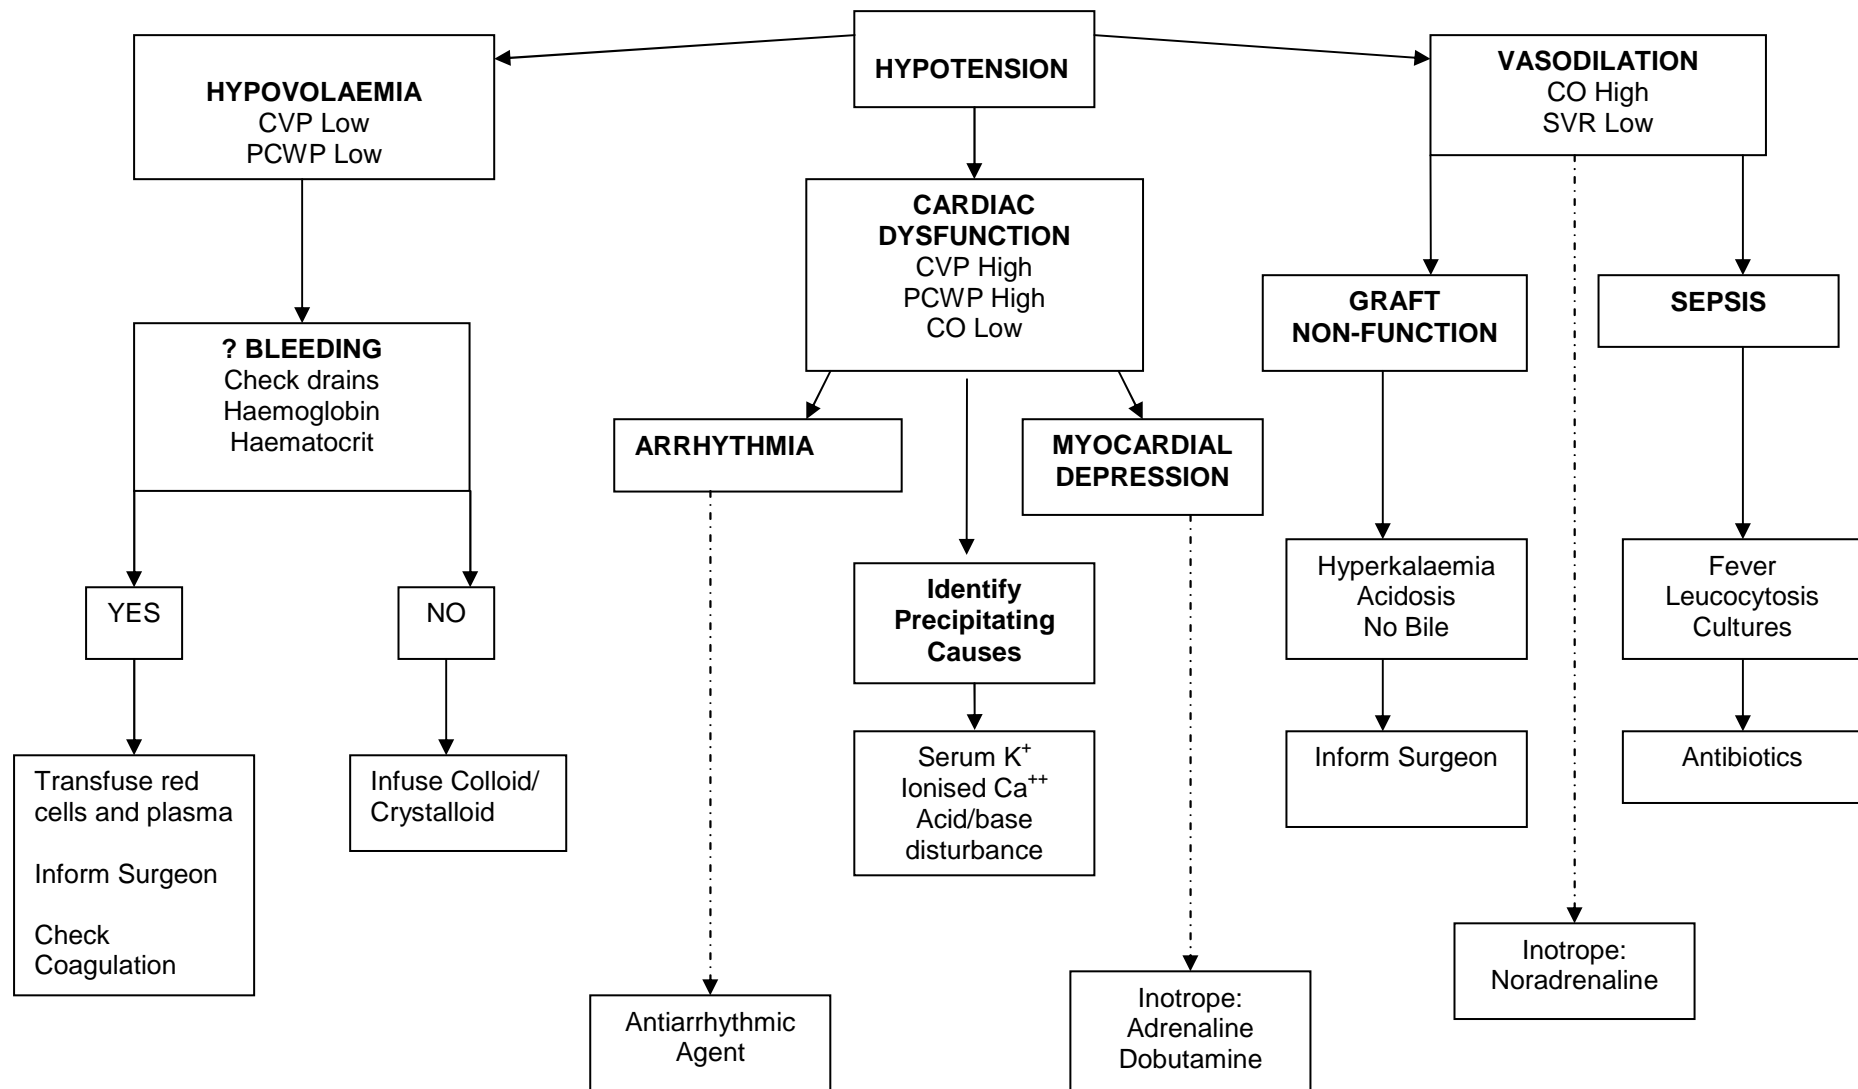 HYPOTENSION
HYPOVOLAEMIA
CVP Low
PCWP Low
VASODILATION
CO High
SVR Low
CARDIAC
DYSFUNCTION
CVP High
PCWP High
CO Low
GRAFT
NON-FUNCTION
SEPSIS
? BLEEDING
Check drains
Haemoglobin
Haematocrit
ARRHYTHMIA
MYOCARDIAL
DEPRESSION
YES
NO
Identify
Precipitating
Causes
Hyperkalaemia
Acidosis
No Bile
Fever
Leucocytosis
Cultures
Transfuse red
cells and plasma
Inform Surgeon
Check
Coagulation
Infuse Colloid/
Crystalloid
Serum K⁺
Ionised Ca⁺⁺
Acid/base
disturbance
Inform Surgeon
Antibiotics
Antiarrhythmic
Agent
Inotrope:
Adrenaline
Dobutamine
Inotrope:
Noradrenaline